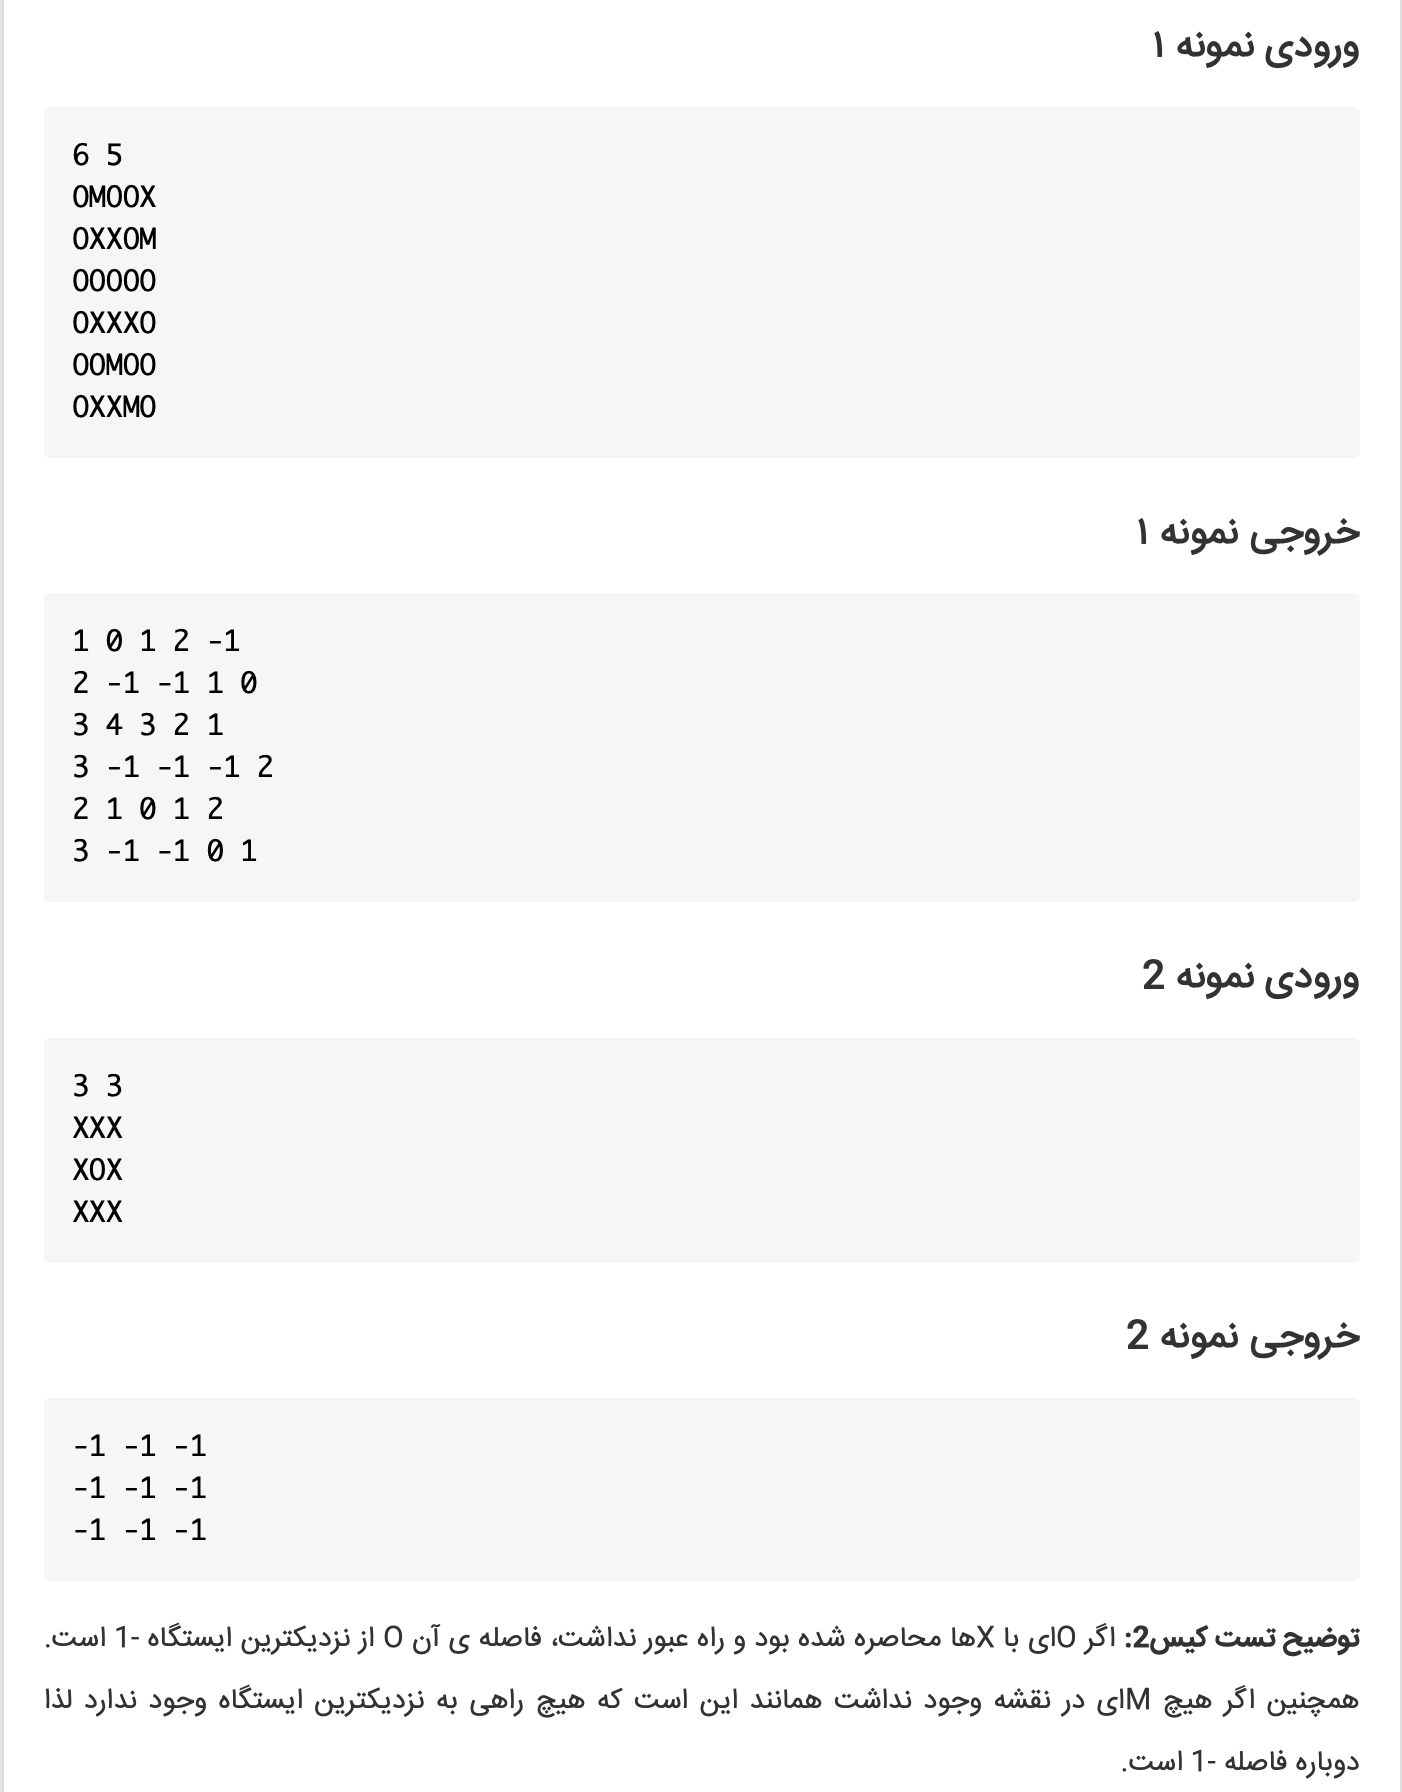 ورودی نمونه ۱
6 5
OMOOX
OXXOM
OOOOO
OXXXO
OOMOO
OXXMO
خروجی نمونه ۱
1 0 1 2 -1
2 -1 -1 1 0
3 4 3 2 1
3 -1 -1 -1 2
2 1 0 1 2
3 -1 -1 0 1
ورودی نمونه 2
3 3
XXX
XOX
XXX
خروجی نمونه 2
-1 -1 -1
-1 -1 -1
-1 -1 -1
توضیح تست کیس2: اگر Oای با Xها محاصره شده بود و راه عبور نداشت، فاصله ی آن O از نزدیکترین ایستگاه -1 است.
همچنین اگر هیچ Mای در نقشه وجود نداشت همانند این است که هیچ راهی به نزدیکترین ایستگاه وجود ندارد لذا
دوباره فاصله -1 است.